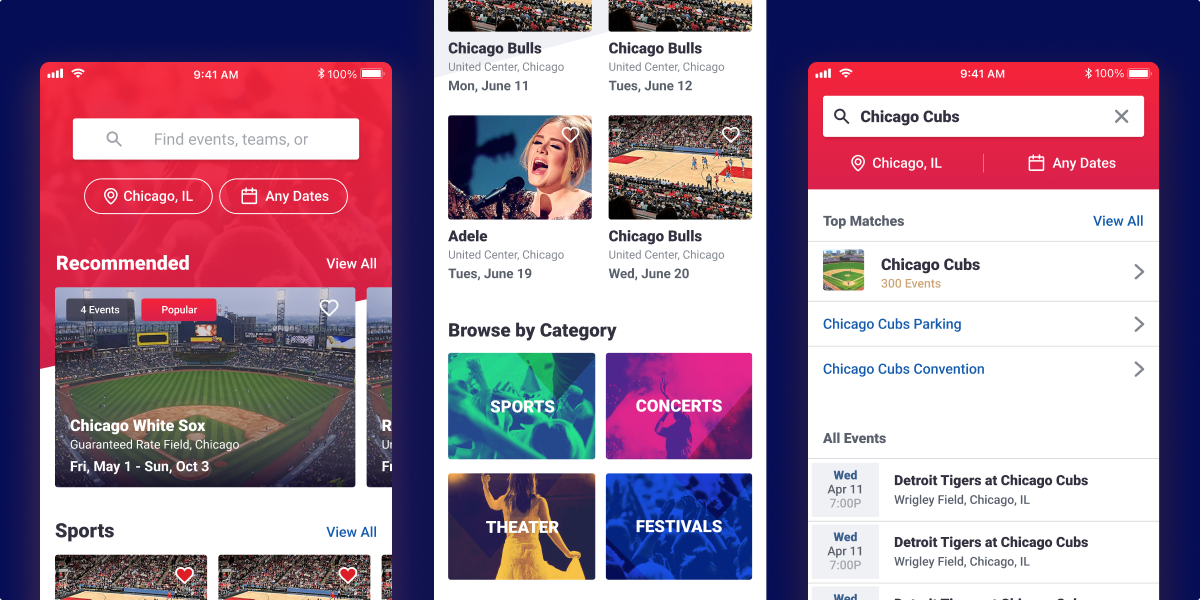 9:41 AM
100%
Find events, teams, or
Chicago, IL
Any Dates
Recommended
View All
4 Events
Popular
Chicago White Sox
Guaranteed Rate Field, Chicago
Fri, May 1 - Sun, Oct 3
R
F
Sports
View All
Chicago Bulls
United Center, Chicago
Mon, June 11
Chicago Bulls
United Center, Chicago
Tues, June 12
Adele
United Center, Chicago
Tues, June 19
Chicago Bulls
United Center, Chicago
Wed, June 20
Browse by Category
SPORTS
CONCERTS
THEATER
FESTIVALS
9:41 AM
100%
Chicago Cubs
Chicago, IL
Any Dates
Top Matches
View All
Chicago Cubs
300 Events
Chicago Cubs Parking
Chicago Cubs Convention
All Events
Wed
Apr 11
7:00P
Detroit Tigers at Chicago Cubs
Wrigley Field, Chicago, IL
Wed
Apr 11
7:00P
Detroit Tigers at Chicago Cubs
Wrigley Field, Chicago, IL
Wed